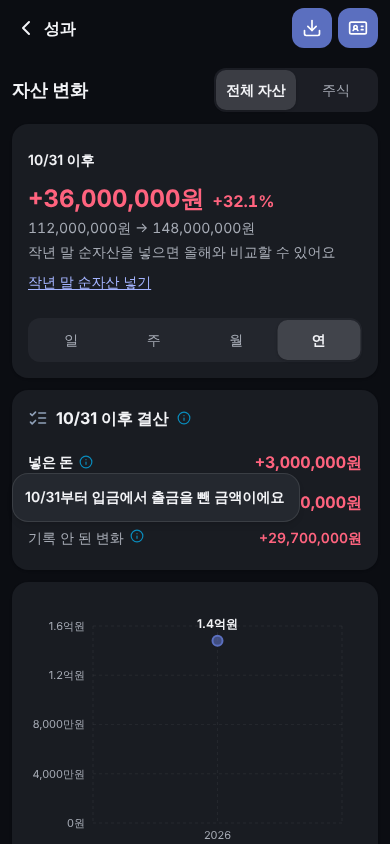 성과
자산 변화
전체 자산
주식
10/31 이후
+36,000,000원 +32.1%
112,000,000원 → 148,000,000원
작년 말 순자산을 넣으면 올해와 비교할 수 있어요
작년 말 순자산 넣기
일 주 월 연
10/31 이후 결산
넣은 돈 +3,000,000원
10/31부터 입금에서 출금을 뺀 금액이에요
0,000원
기록 안 된 변화 +29,700,000원
1.4억원
1.6억원
1.2억원
8,000만원
4,000만원
0원
2026